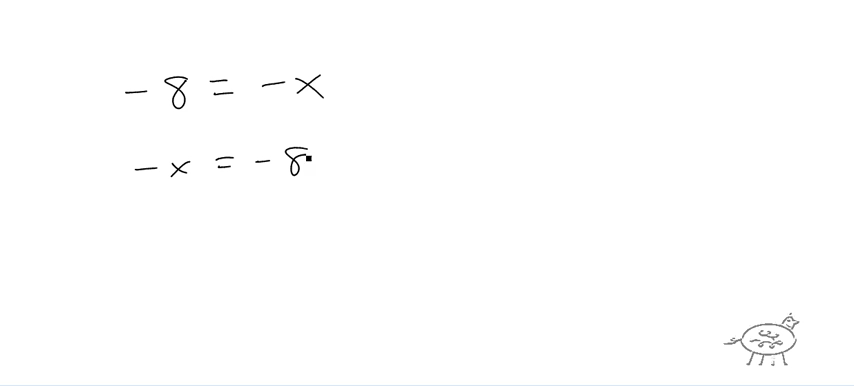 - 8 = - x
- x = - 8